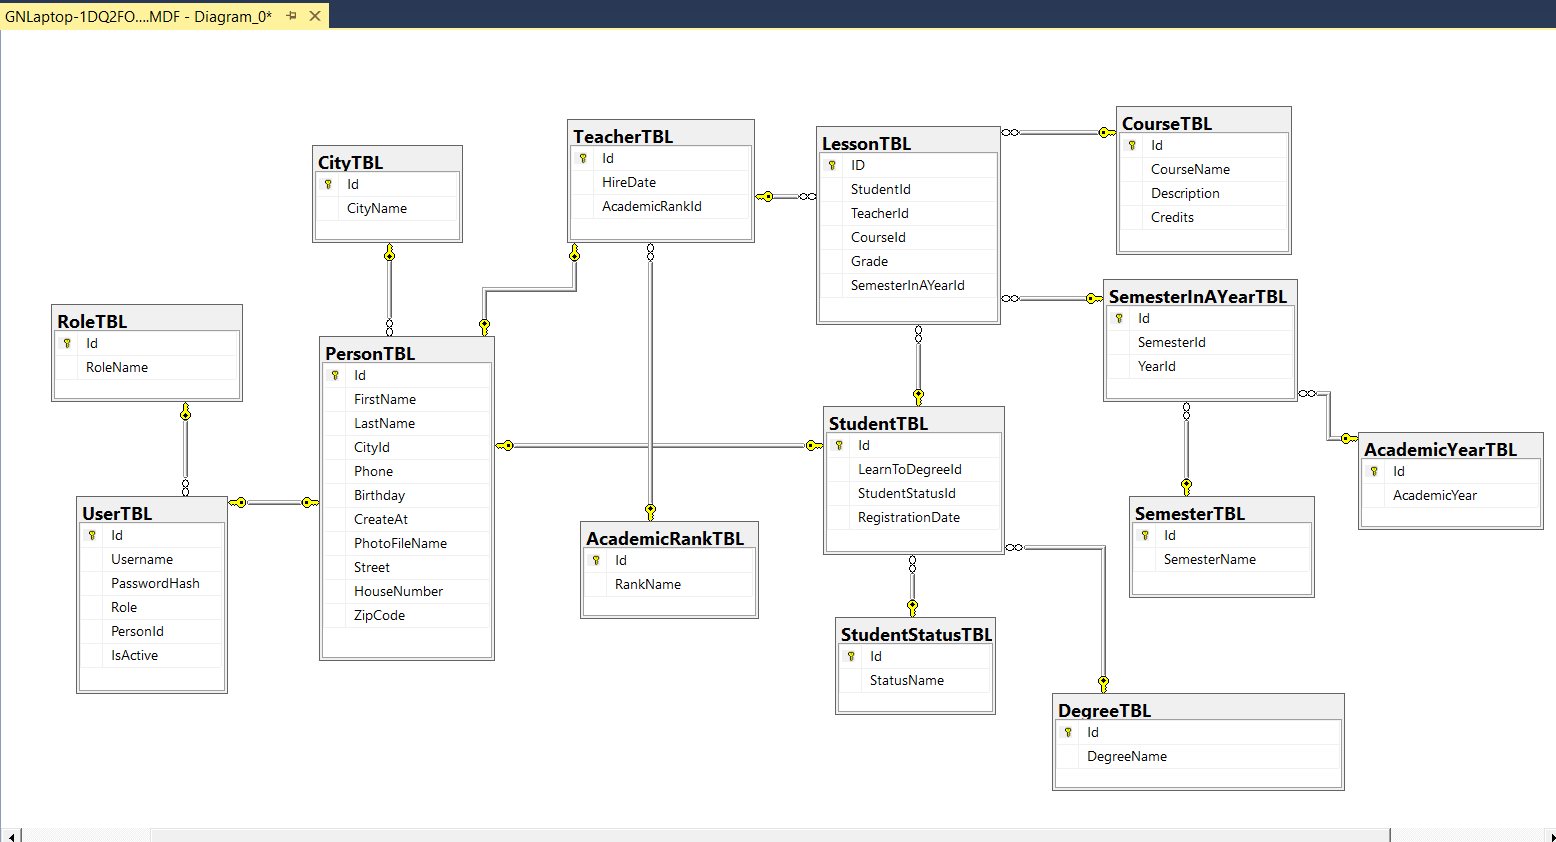 GNLaptop-1DQ2FO....MDF - Diagram_0*
CityTBL
Id
CityName
TeacherTBL
Id
HireDate
AcademicRankId
LessonTBL
ID
StudentId
TeacherId
CourseId
Grade
SemesterInAYearId
CourseTBL
Id
CourseName
Description
Credits
RoleTBL
Id
RoleName
PersonTBL
Id
FirstName
LastName
CityId
Phone
Birthday
CreateAt
PhotoFileName
Street
HouseNumber
ZipCode
SemesterInAYearTBL
Id
SemesterId
YearId
StudentTBL
Id
LearnToDegreeId
StudentStatusId
RegistrationDate
AcademicYearTBL
Id
AcademicYear
UserTBL
Id
Username
PasswordHash
Role
PersonId
IsActive
AcademicRankTBL
Id
RankName
SemesterTBL
Id
SemesterName
StudentStatusTBL
Id
StatusName
DegreeTBL
Id
DegreeName